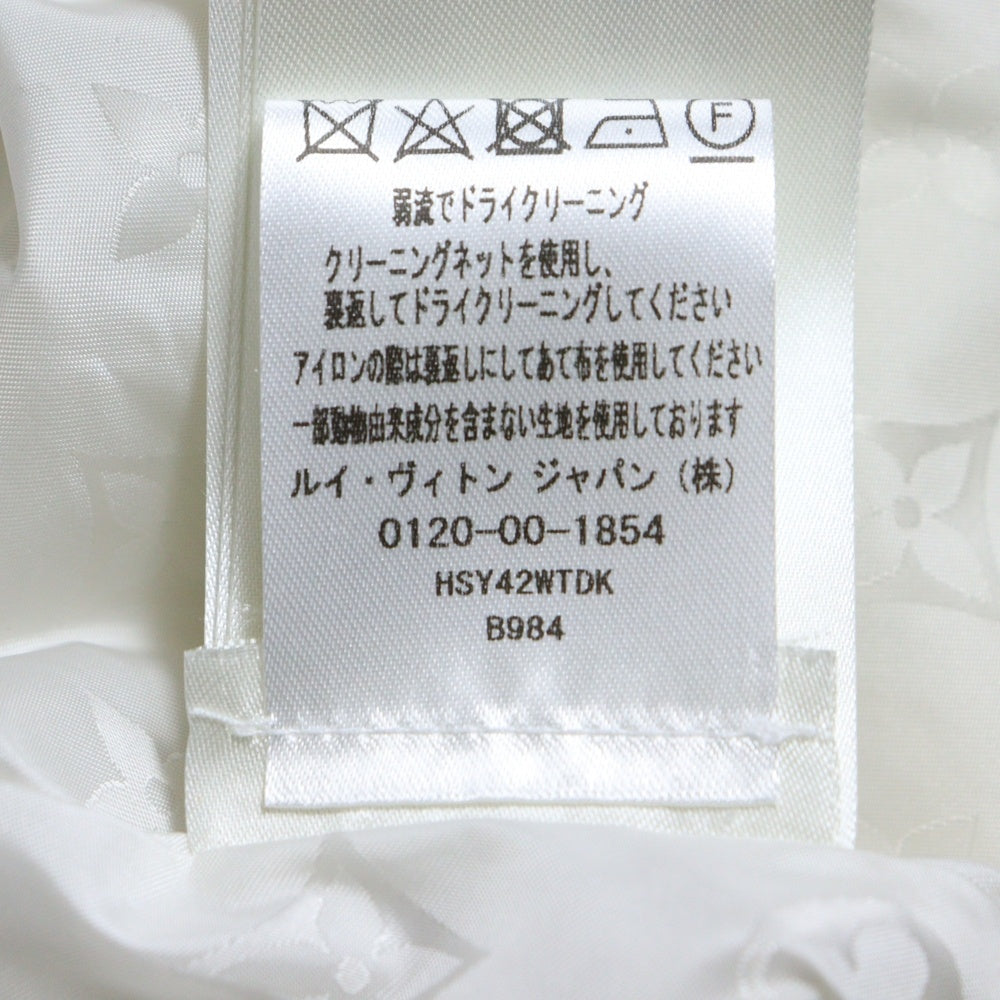 F
弱流でドライクリーニング
クリーニングネットを使用し、
裏返してドライクリーニングしてください
アイロンの際は裏返しにしてあて布を使用してください
一部動物由来成分を含まない生地を使用しております
ルイ・ヴィトン ジャパン (株)
0120-00-1854
HSY42WTDK
B984